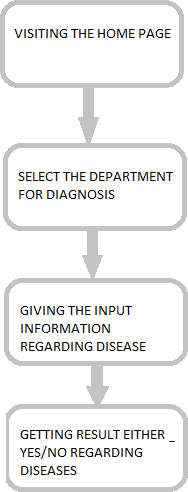 VISITING THE HOME PAGE
SELECT THE DEPARTMENT
FOR DIAGNOSIS
GIVING THE INPUT
INFORMATION
REGARDING DISEASE
GETTING RESULT EITHER _
YES/NO REGARDING
DISEASES